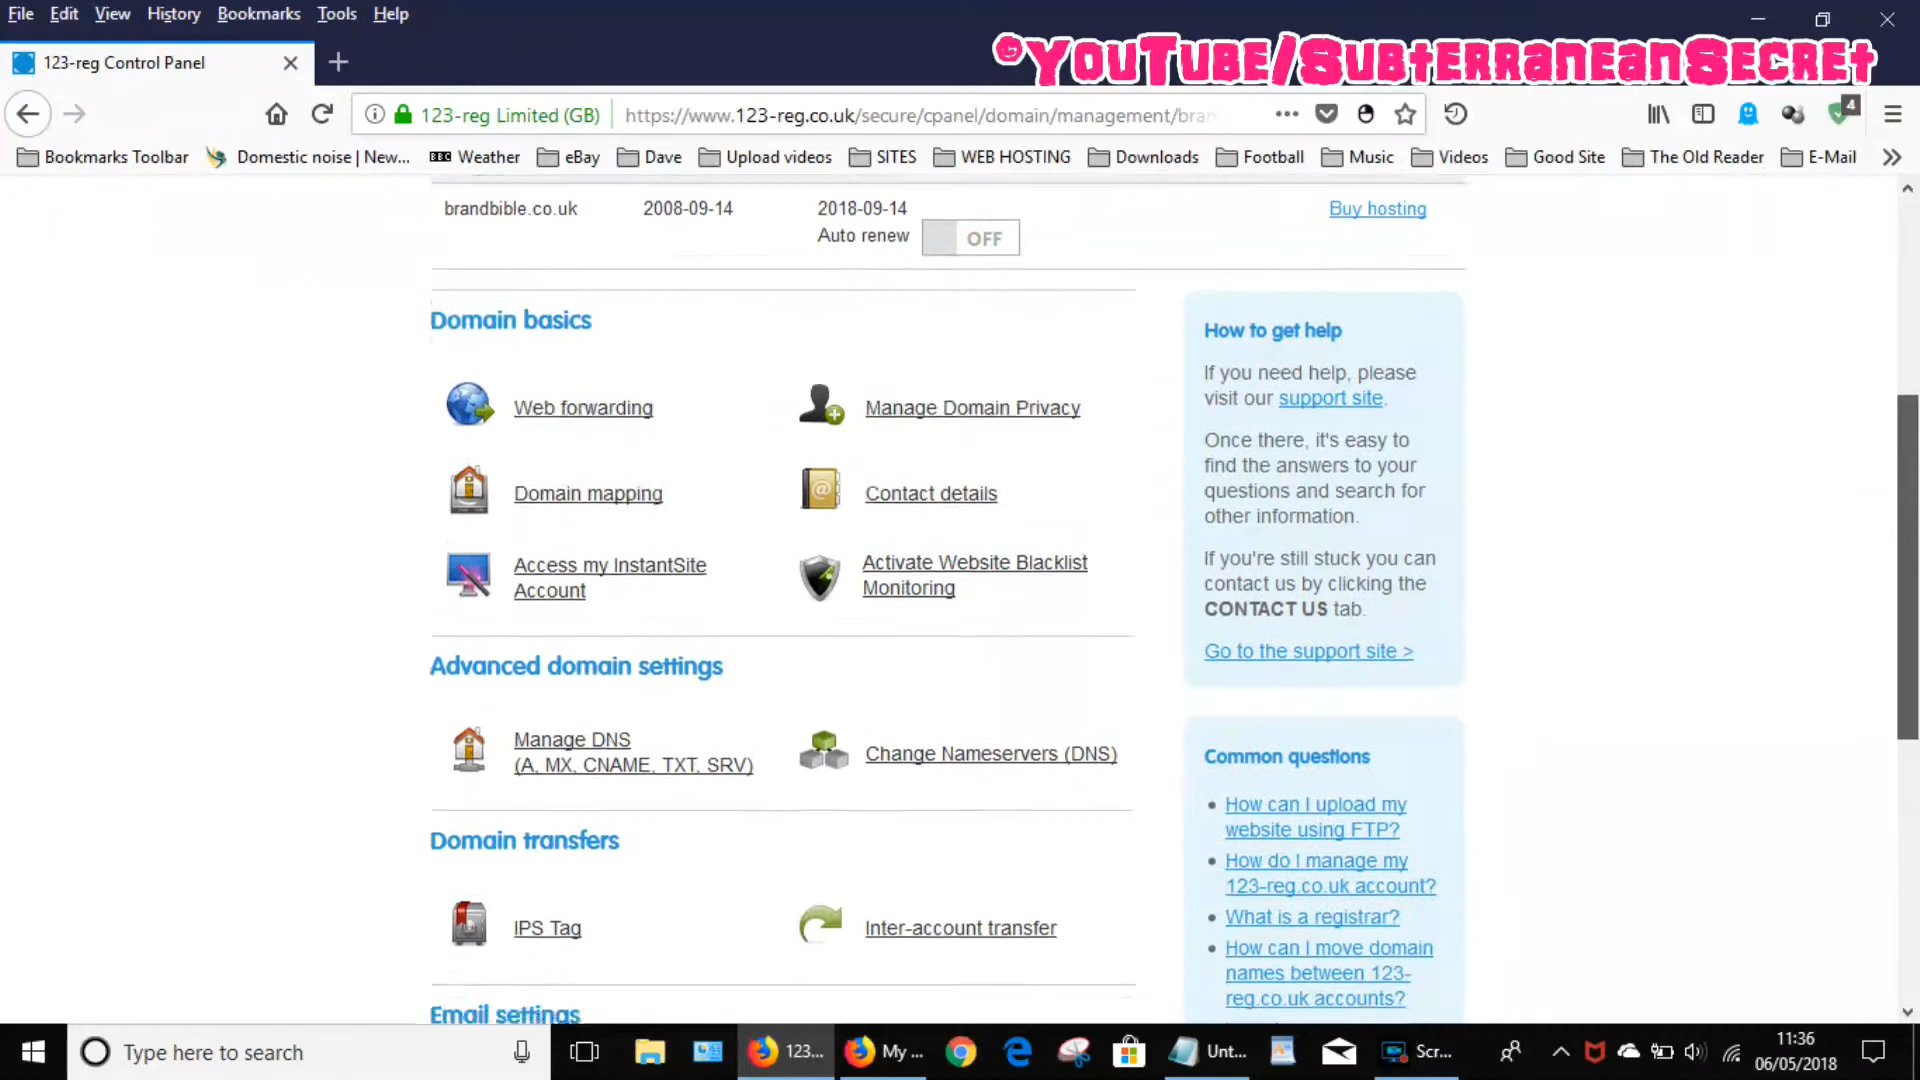 File Edit View History Bookmarks Tools Help
©YouTube/SubterraneanSecret
123-reg Control Panel
123-reg Limited (GB) https://www.123-reg.co.uk/secure/cpanel/domain/management/bran
4
Bookmarks Toolbar Domestic noise | New... BBC Weather eBay Dave Upload videos SITES WEB HOSTING Downloads Football Music Videos Good Site The Old Reader E-Mail
brandbible.co.uk 2008-09-14 2018-09-14 Buy hosting
Auto renew OFF
Domain basics
Web forwarding
Manage Domain Privacy
Domain mapping
Contact details
Access my InstantSite
Account
Activate Website Blacklist
Monitoring
Advanced domain settings
Manage DNS
(A, MX, CNAME, TXT, SRV)
Change Nameservers (DNS)
Domain transfers
IPS Tag
Inter-account transfer
Email settings
How to get help
If you need help, please
visit our support site.
Once there, it's easy to
find the answers to your
questions and search for
other information.
If you're still stuck you can
contact us by clicking the
CONTACT US tab.
Go to the support site >
Common questions
How can I upload my
website using FTP?
How do I manage my
123-reg.co.uk account?
What is a registrar?
How can I move domain
names between 123-
reg.co.uk accounts?
Type here to search
123...
My ...
Unt...
Scr...
11:36
06/05/2018